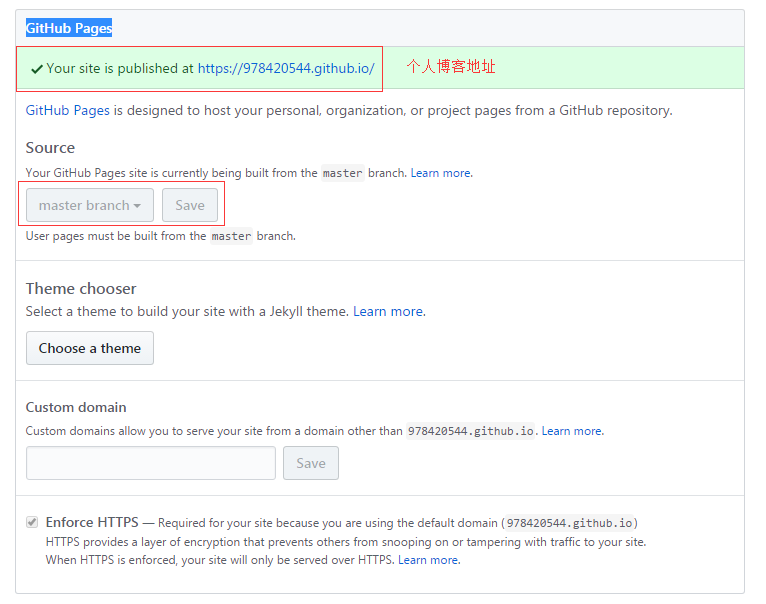 GitHub Pages
Your site is published at https://978420544.github.io/ 个人博客地址
GitHub Pages is designed to host your personal, organization, or project pages from a GitHub repository.
Source
Your GitHub Pages site is currently being built from the master branch. Learn more.
master branch Save
User pages must be built from the master branch.
Theme chooser
Select a theme to build your site with a Jekyll theme. Learn more.
Choose a theme
Custom domain
Custom domains allow you to serve your site from a domain other than 978420544.github.io. Learn more.
Save
Enforce HTTPS — Required for your site because you are using the default domain (978420544.github.io)
HTTPS provides a layer of encryption that prevents others from snooping on or tampering with traffic to your site.
When HTTPS is enforced, your site will only be served over HTTPS. Learn more.